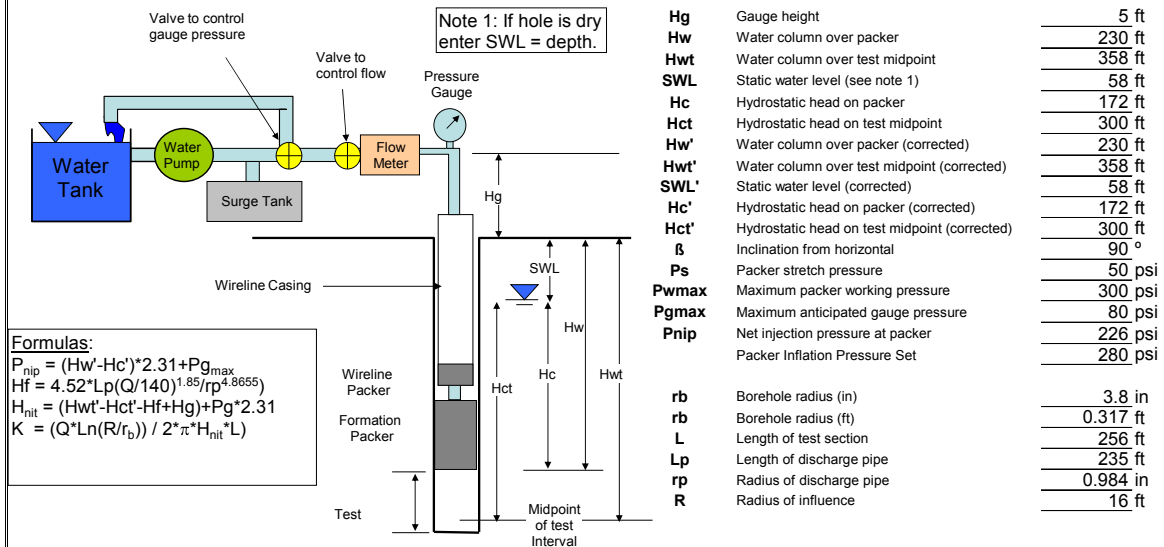 Valve to control
gauge pressure
Note 1: If hole is dry
enter SWL = depth.
Valve to
control flow
Pressure
Gauge
Water
Tank
Water
Pump
Flow
Meter
Surge Tank
Hg
SWL
Wireline Casing
Hw
Hc
Hct
Hwt
Wireline
Packer
Formation
Packer
Test
Midpoint
of test
Interval
Formulas:
P_nip = (Hw'-Hc')*2.31+Pg_max
Hf = 4.52*Lp(Q/140)^1.85/rp^4.8655)
H_nit = (Hwt'-Hct'-Hf+Hg)+Pg*2.31
K = (Q*Ln(R/r_b)) / 2*π*H_nit*L)
Hg Gauge height 5 ft
Hw Water column over packer 230 ft
Hwt Water column over test midpoint 358 ft
SWL Static water level (see note 1) 58 ft
Hc Hydrostatic head on packer 172 ft
Hct Hydrostatic head on test midpoint 300 ft
Hw' Water column over packer (corrected) 230 ft
Hwt' Water column over test midpoint (corrected) 358 ft
SWL' Static water level (corrected) 58 ft
Hc' Hydrostatic head on packer (corrected) 172 ft
Hct' Hydrostatic head on test midpoint (corrected) 300 ft
ß Inclination from horizontal 90 º
Ps Packer stretch pressure 50 psi
Pwmax Maximum packer working pressure 300 psi
Pgmax Maximum anticipated gauge pressure 80 psi
Pnip Net injection pressure at packer 226 psi
Packer Inflation Pressure Set 280 psi
rb Borehole radius (in) 3.8 in
rb Borehole radius (ft) 0.317 ft
L Length of test section 256 ft
Lp Length of discharge pipe 235 ft
rp Radius of discharge pipe 0.984 in
R Radius of influence 16 ft